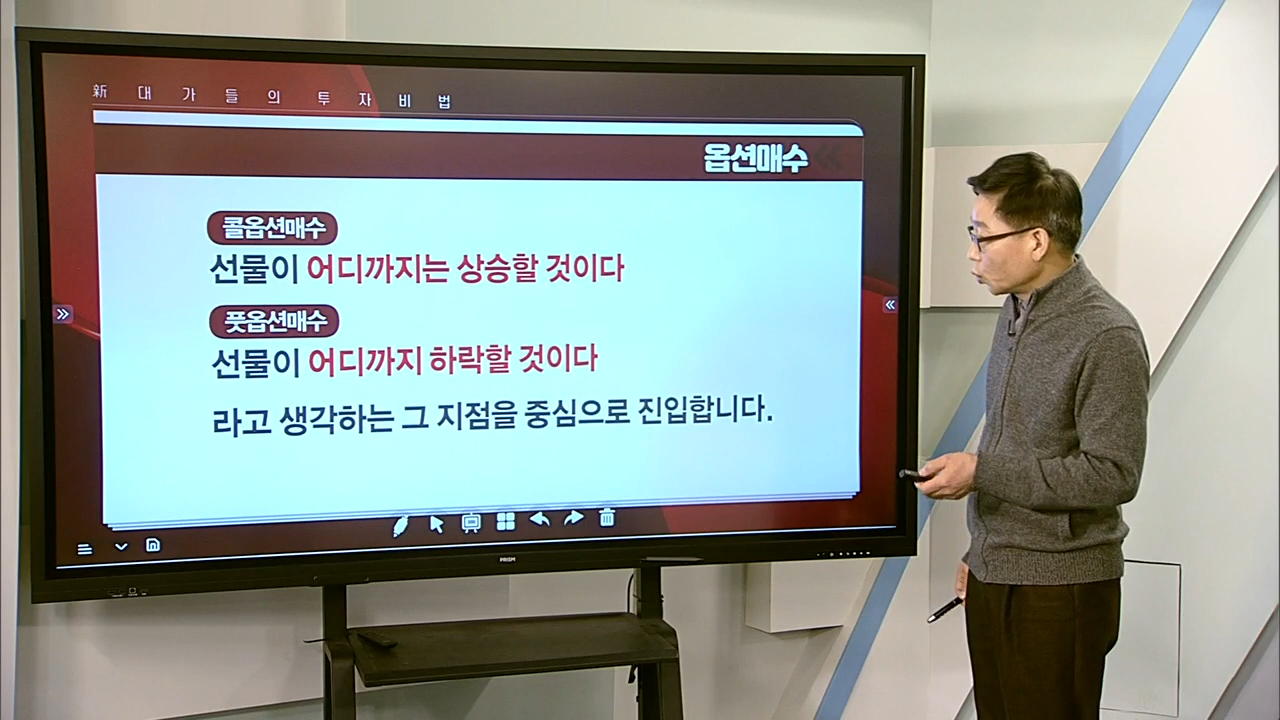 新 대 가 들 의 투 자 비 법
옵션매수
콜옵션매수
선물이 어디까지는 상승할 것이다
풋옵션매수
선물이 어디까지 하락할 것이다
라고 생각하는 그 지점을 중심으로 진입합니다.
PRISM